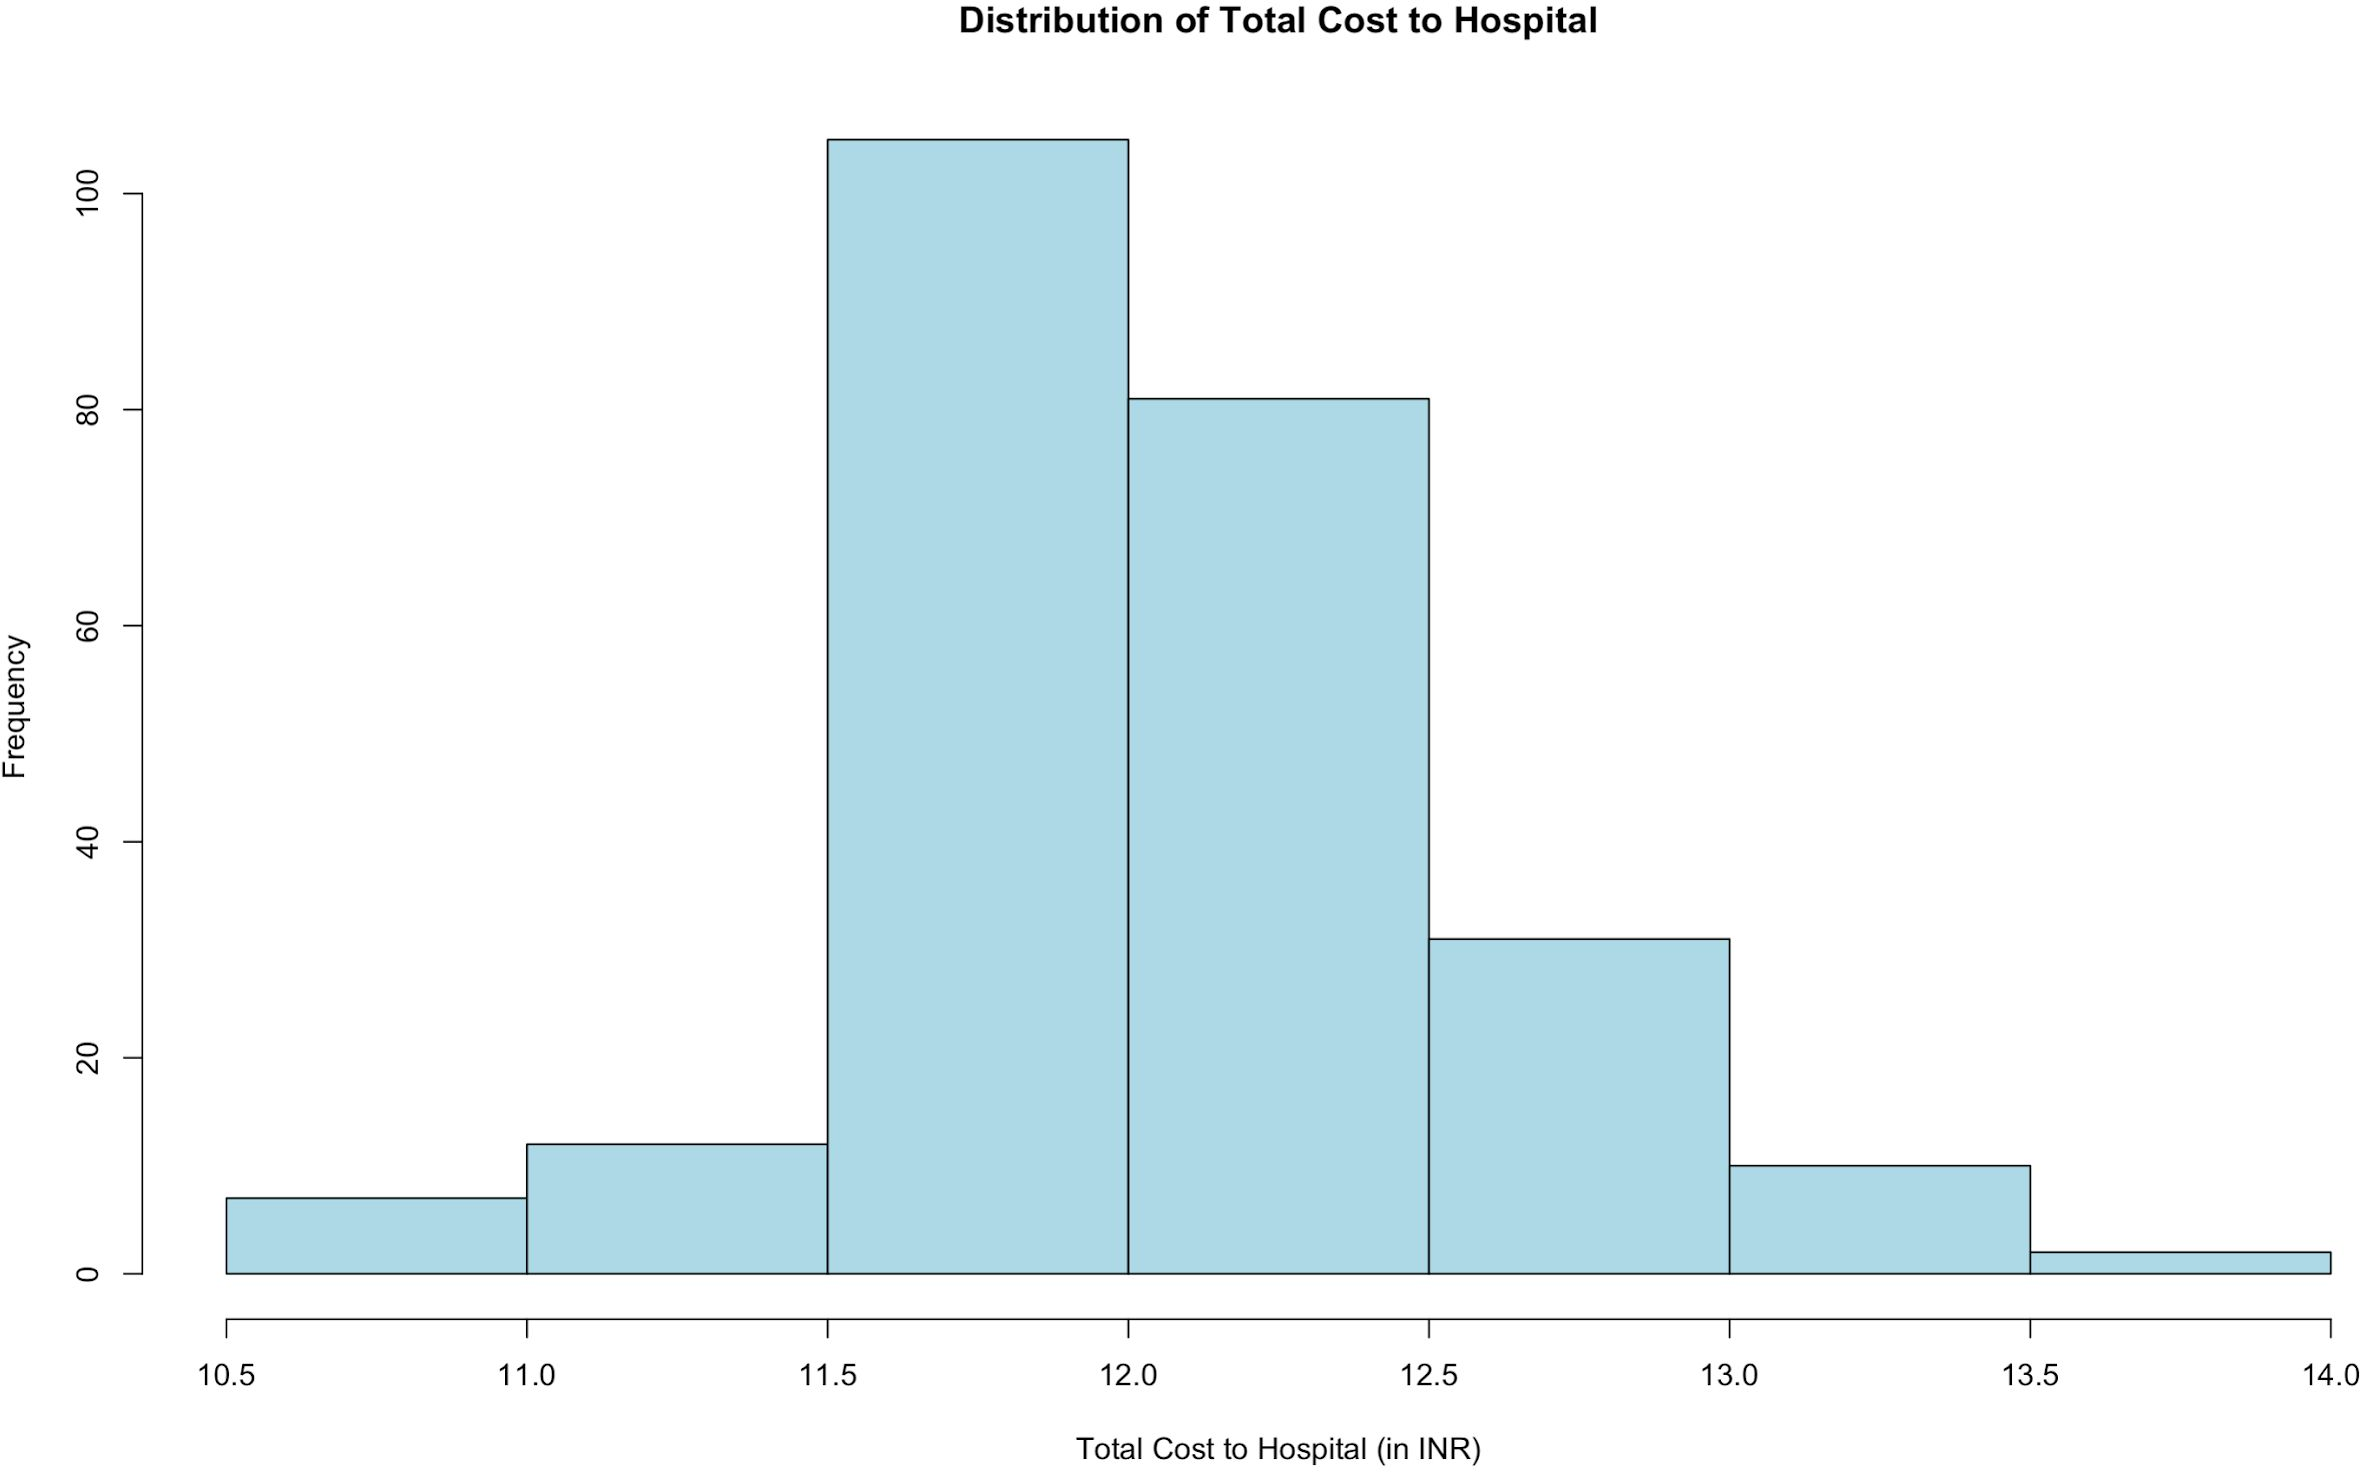 Distribution of Total Cost to Hospital
Frequency
100
80
60
40
20
0
10.5 11.0 11.5 12.0 12.5 13.0 13.5 14.0
Total Cost to Hospital (in INR)